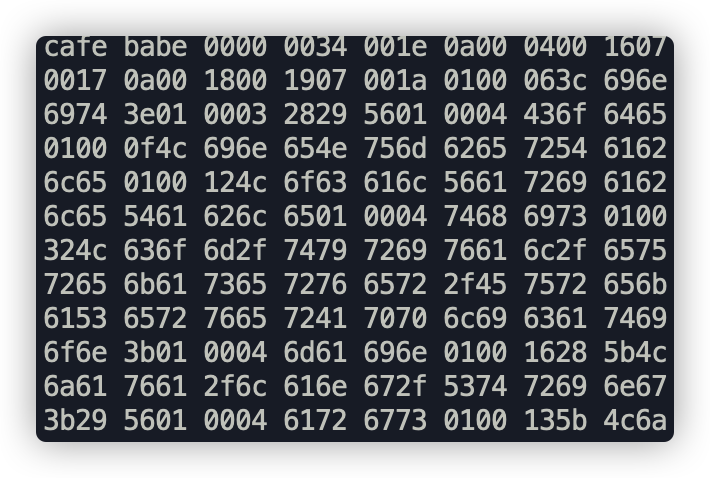 cafe babe 0000 0034 001e 0a00 0400 1607
0017 0a00 1800 1907 001a 0100 063c 696e
6974 3e01 0003 2829 5601 0004 436f 6465
0100 0f4c 696e 654e 756d 6265 7254 6162
6c65 0100 124c 6f63 616c 5661 7269 6162
6c65 5461 626c 6501 0004 7468 6973 0100
324c 636f 6d2f 7479 7269 7661 6c2f 6575
7265 6b61 7365 7276 6572 2f45 7572 656b
6153 6572 7665 7241 7070 6c69 6361 7469
6f6e 3b01 0004 6d61 696e 0100 1628 5b4c
6a61 7661 2f6c 616e 672f 5374 7269 6e67
3b29 5601 0004 6172 6773 0100 135b 4c6a